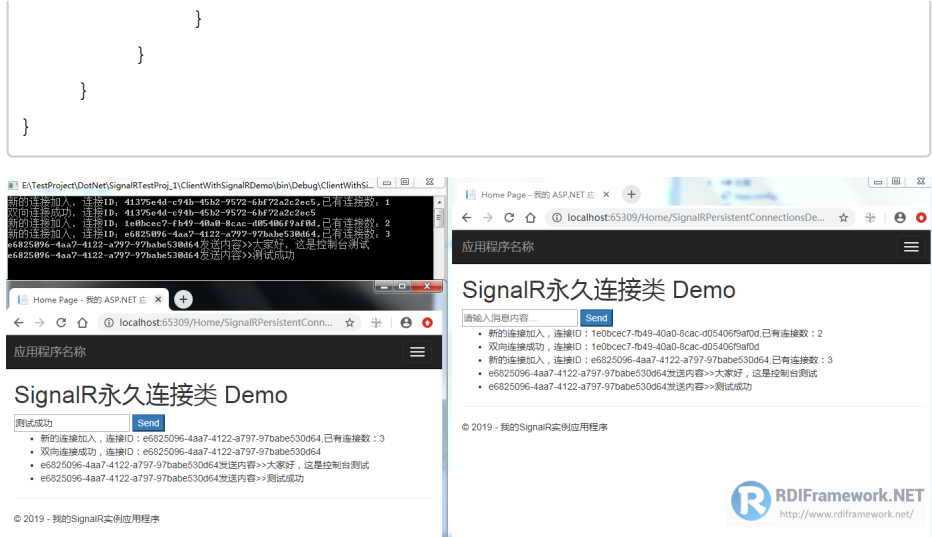 }
}
}
}
E:\TestProject\DotNet\SignalRTestProj_1\ClientWithSignalRDemo\bin\Debug\ClientWithSi...
新的连接加入，连接ID：41375e4d-c94b-45b2-9572-6bf72a2c2ec5,已有连接数：1
双向连接成功，连接ID：41375e4d-c94b-45b2-9572-6bf72a2c2ec5
新的连接加入，连接ID：1e0bcec7-fb49-40a0-8cac-d05406f9af0d,已有连接数：2
新的连接加入，连接ID：e6825096-4aa7-4122-a797-97babe530d64,已有连接数：3
e6825096-4aa7-4122-a797-97babe530d64发送内容>>大家好，这是控制台测试
e6825096-4aa7-4122-a797-97babe530d64发送内容>>测试成功
Home Page - 我的 ASP.NET 应
localhost:65309/Home/SignalRPersistentConn...
应用程序名称
SignalR永久连接类 Demo
测试成功 Send
新的连接加入，连接ID：e6825096-4aa7-4122-a797-97babe530d64,已有连接数：3
双向连接成功，连接ID：e6825096-4aa7-4122-a797-97babe530d64
e6825096-4aa7-4122-a797-97babe530d64发送内容>>大家好，这是控制台测试
e6825096-4aa7-4122-a797-97babe530d64发送内容>>测试成功
© 2019 - 我的SignalR实例应用程序
Home Page - 我的 ASP.NET 应
localhost:65309/Home/SignalRPersistentConnectionsDe...
应用程序名称
SignalR永久连接类 Demo
请输入消息内容.... Send
新的连接加入，连接ID：1e0bcec7-fb49-40a0-8cac-d05406f9af0d,已有连接数：2
双向连接成功，连接ID：1e0bcec7-fb49-40a0-8cac-d05406f9af0d
新的连接加入，连接ID：e6825096-4aa7-4122-a797-97babe530d64,已有连接数：3
e6825096-4aa7-4122-a797-97babe530d64发送内容>>大家好，这是控制台测试
e6825096-4aa7-4122-a797-97babe530d64发送内容>>测试成功
© 2019 - 我的SignalR实例应用程序
RDIFramework.NET
http://www.rdiframework.net/